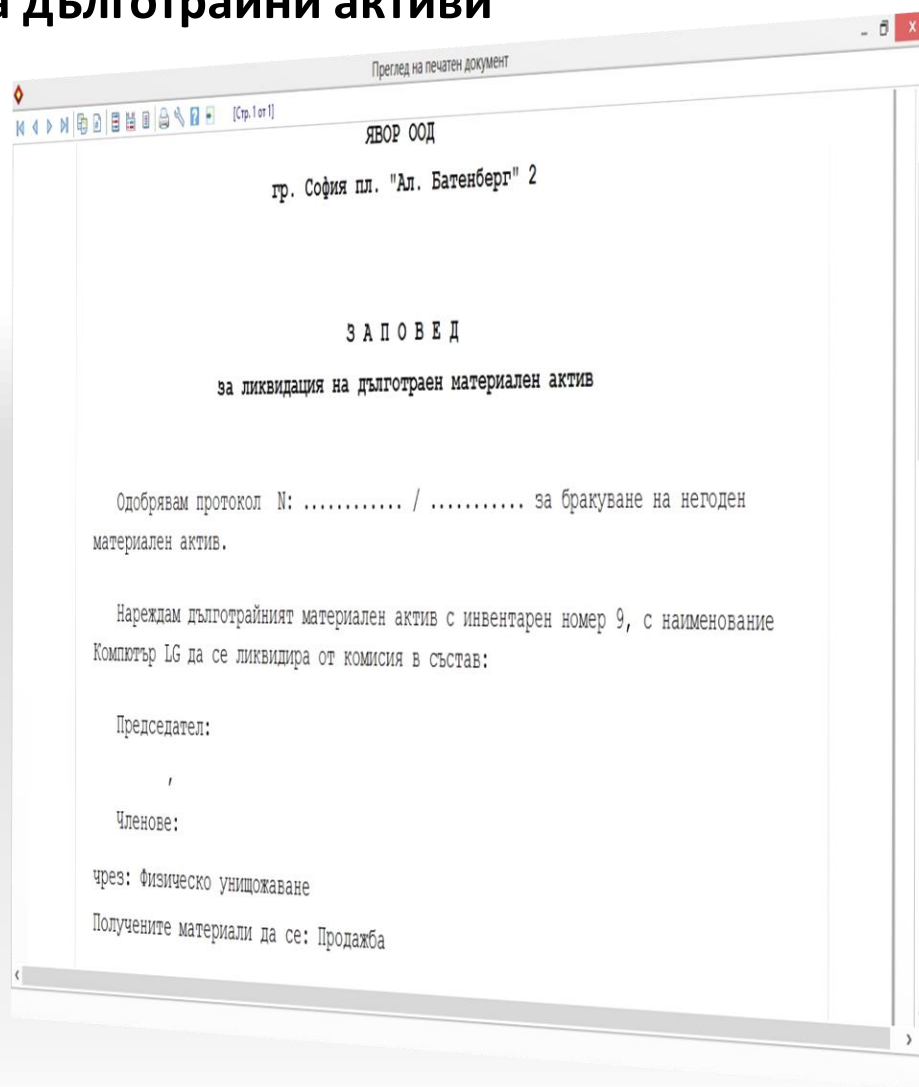 а дълготрайни активи
Преглед на печатен документ
[Стр. 1 от 1]
ЯВОР ООД
гр. София пл. "Ал. Батенберг" 2
З А П О В Е Д
за ликвидация на дълготраен материален актив
Одобрявам протокол N: ............ / ........... за бракуване на негоден
материален актив.
Нареждам дълготрайният материален актив с инвентарен номер 9, с наименование
Компютър LG да се ликвидира от комисия в състав:
Председател:
,
Членове:
чрез: Физическо унищожаване
Получените материали да се: Продажба